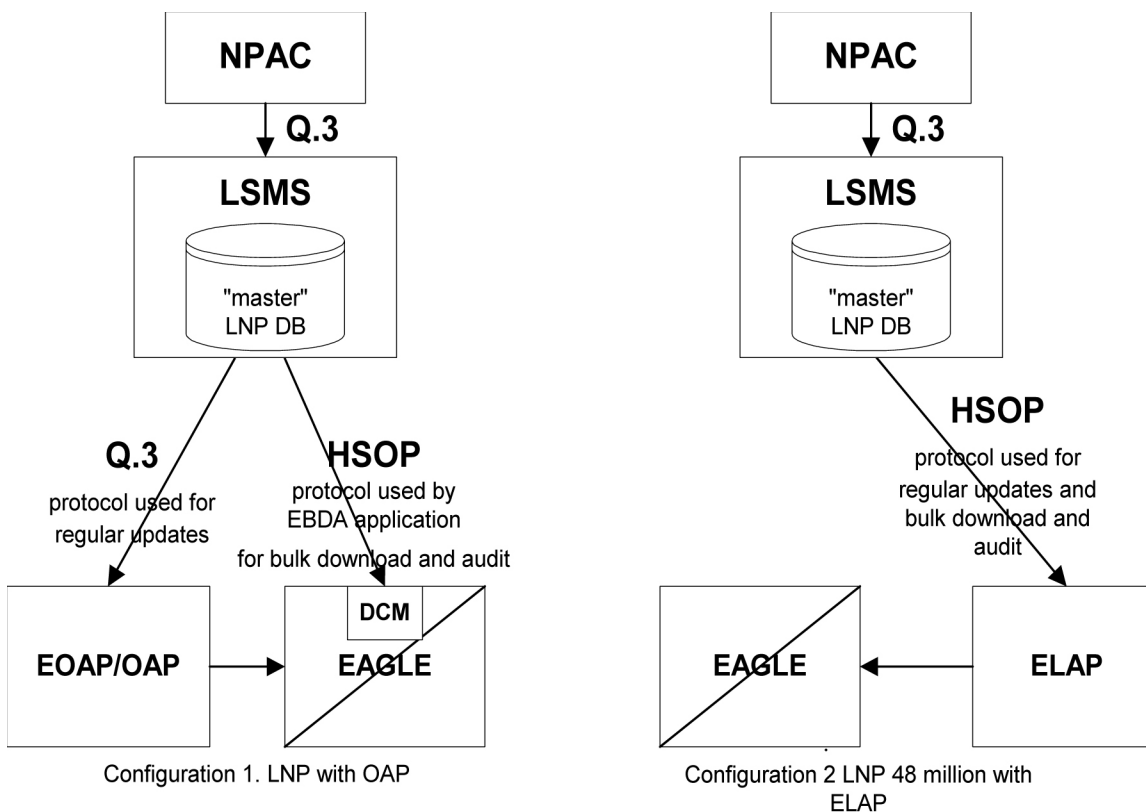 NPAC
Q.3
LSMS
"master"
LNP DB
Q.3
protocol used for
regular updates
HSOP
protocol used by
EBDA application
for bulk download and audit
EOAP/OAP
DCM
EAGLE
Configuration 1. LNP with OAP
NPAC
Q.3
LSMS
"master"
LNP DB
HSOP
protocol used for
regular updates and
bulk download and
audit
EAGLE
ELAP
Configuration 2 LNP 48 million with
ELAP